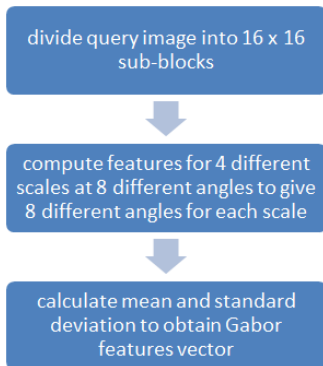 divide query image into 16 x 16
sub-blocks
compute features for 4 different
scales at 8 different angles to give
8 different angles for each scale
calculate mean and standard
deviation to obtain Gabor
features vector